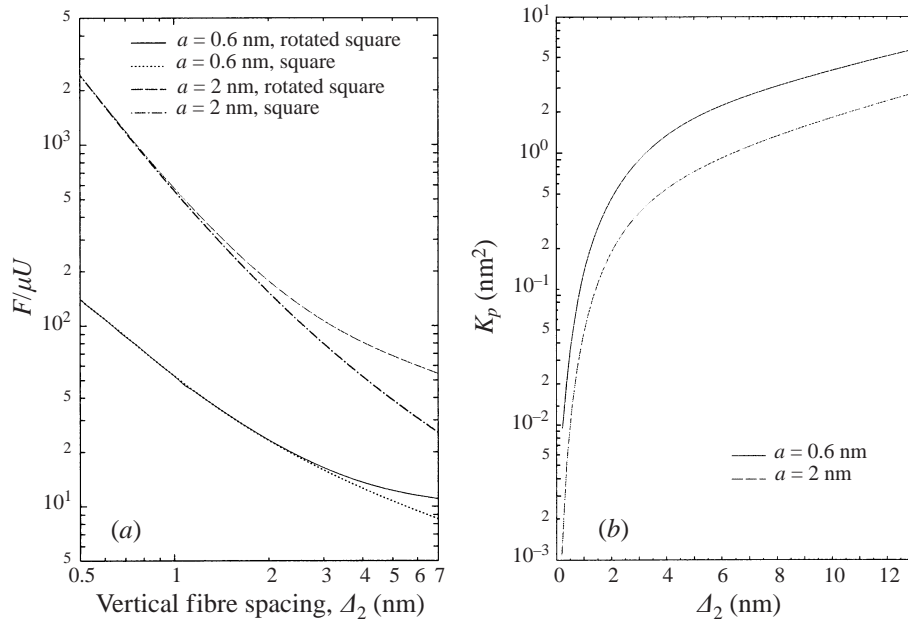 5
a = 0.6 nm, rotated square
a = 0.6 nm, square
a = 2 nm, rotated square
a = 2 nm, square
2
10³
5
2
10²
5
2
10¹
5
F/μU
(a)
0.5 1 2 3 4 5 6 7
Vertical fibre spacing, Δ₂ (nm)
10¹
5
2
10⁰
5
2
10⁻¹
5
2
10⁻²
5
2
10⁻³
Kₚ (nm²)
a = 0.6 nm
a = 2 nm
(b)
0 2 4 6 8 10 12
Δ₂ (nm)